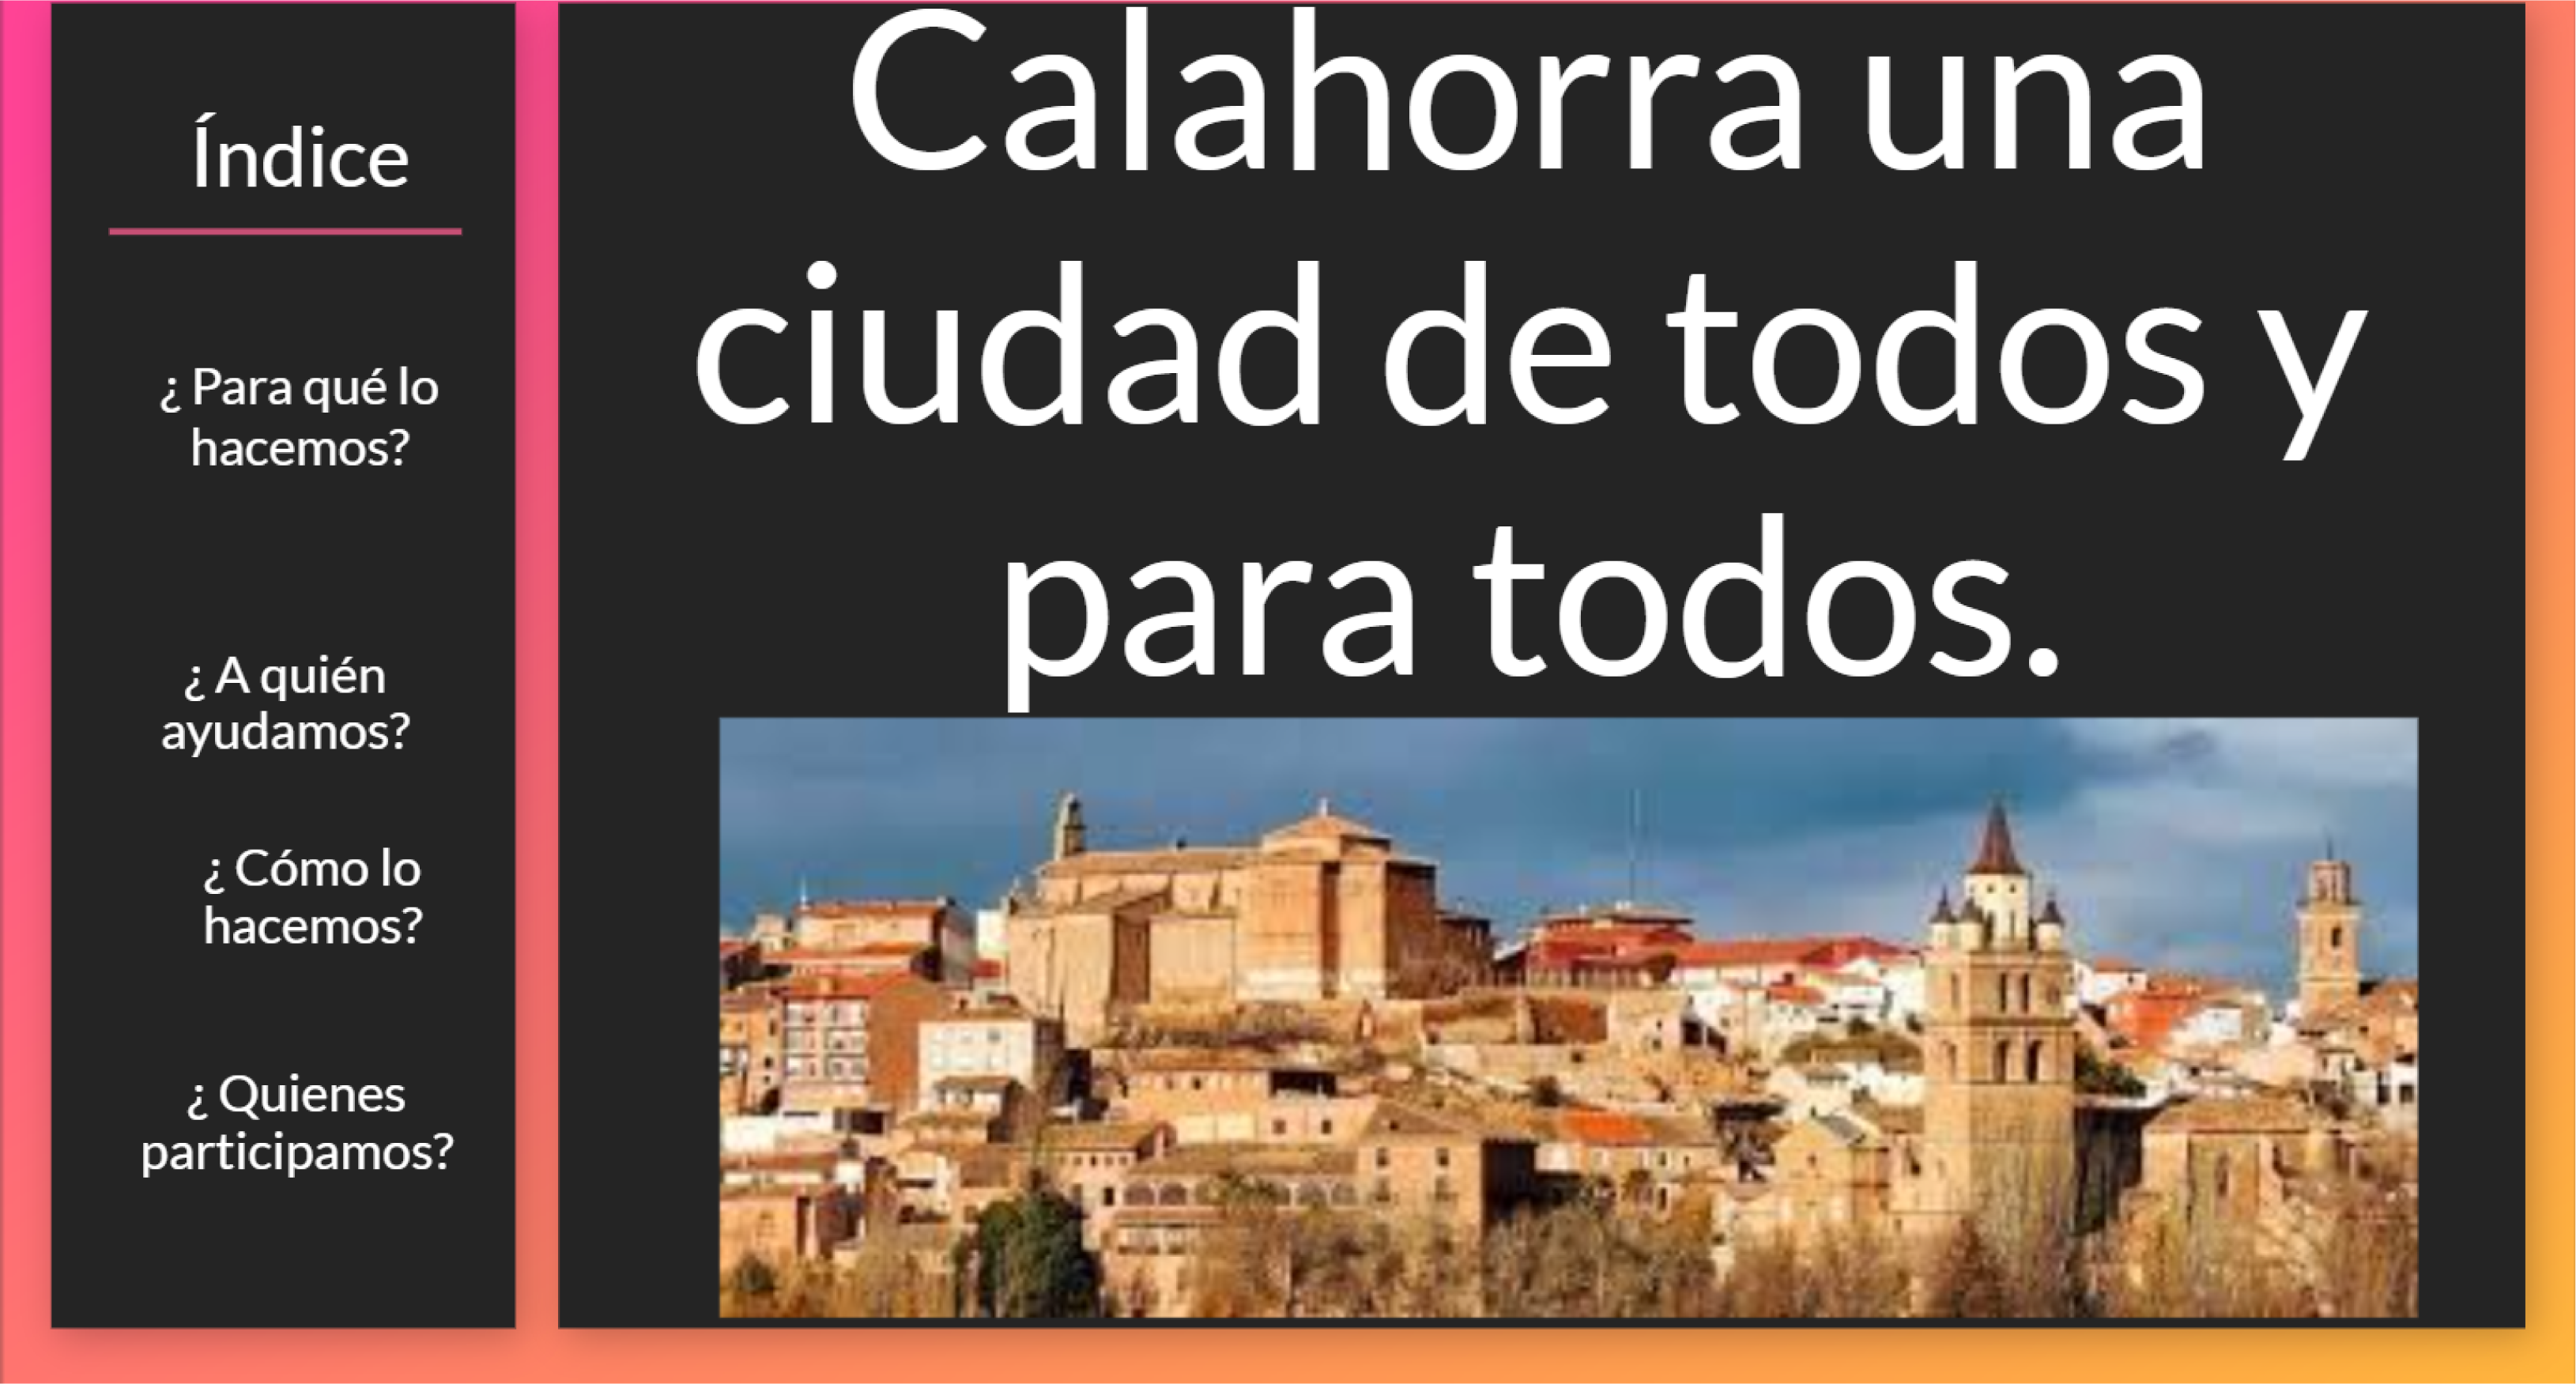 Índice
¿ Para qué lo
hacemos?
¿ A quién
ayudamos?
¿ Cómo lo
hacemos?
¿ Quienes
participamos?
Calahorra una
ciudad de todos y
para todos.